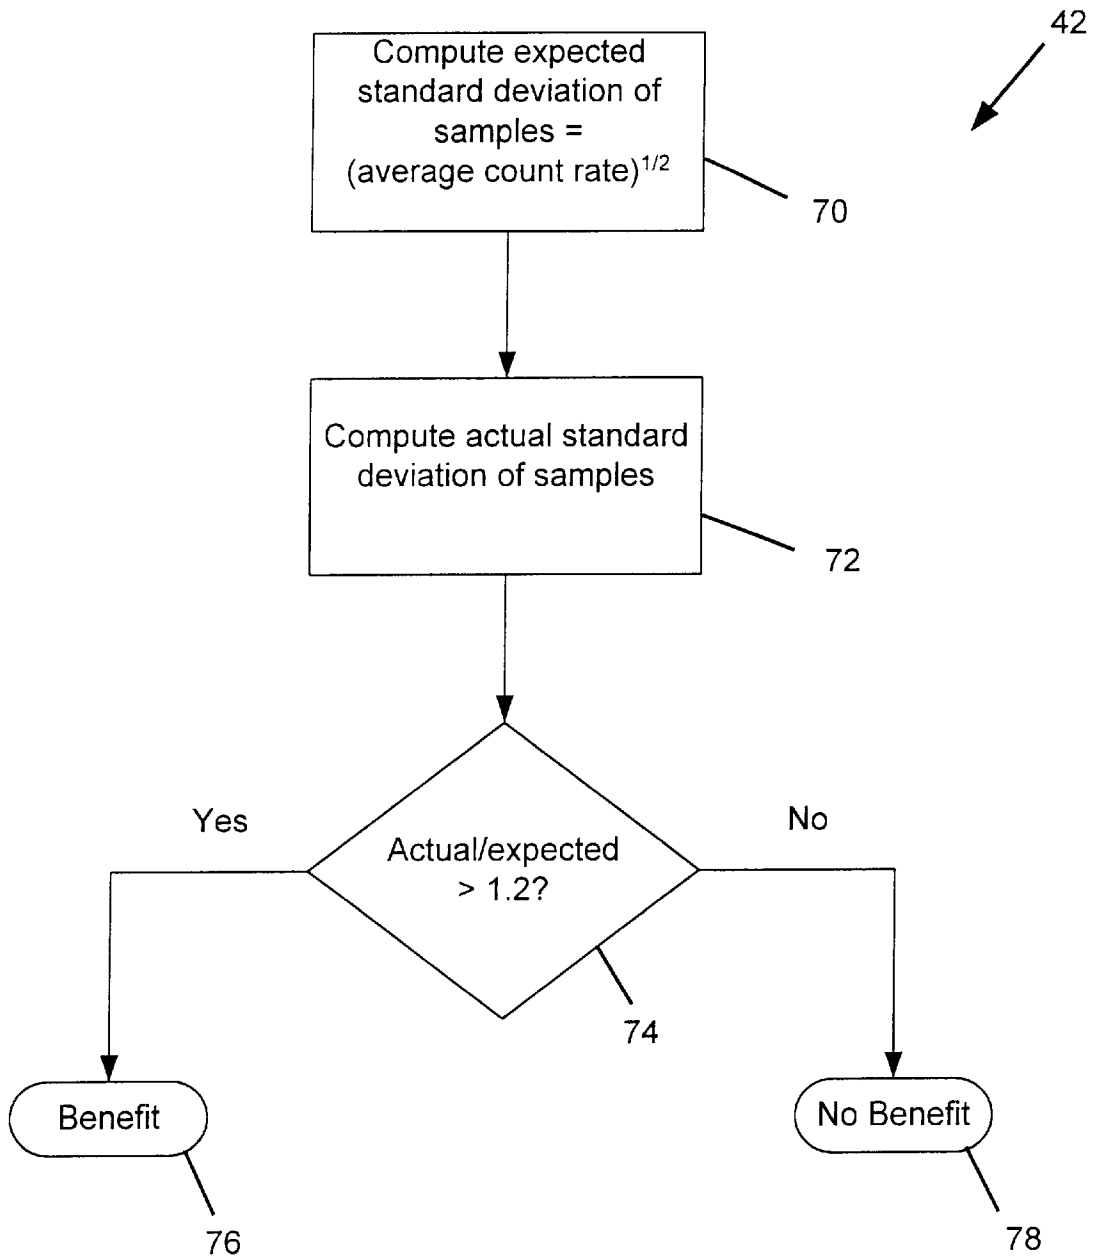 42
Compute expected
standard deviation of
samples =
(average count rate)^1/2
70
Compute actual standard
deviation of samples
72
Yes
No
Actual/expected
> 1.2?
74
Benefit
No Benefit
76
78